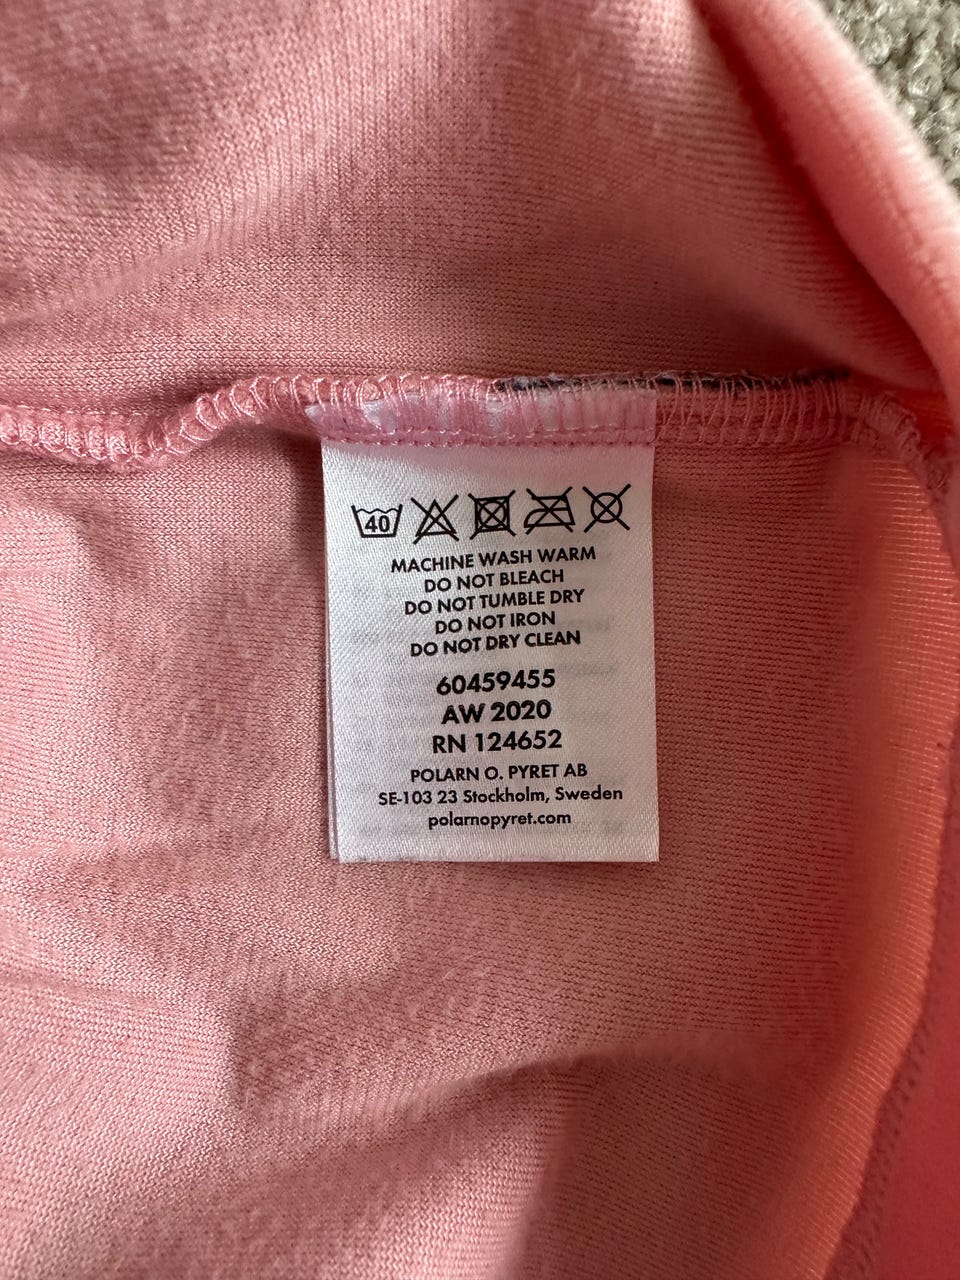 40
MACHINE WASH WARM
DO NOT BLEACH
DO NOT TUMBLE DRY
DO NOT IRON
DO NOT DRY CLEAN
60459455
AW 2020
RN 124652
POLARN O. PYRET AB
SE-103 23 Stockholm, Sweden
polarnopyret.com